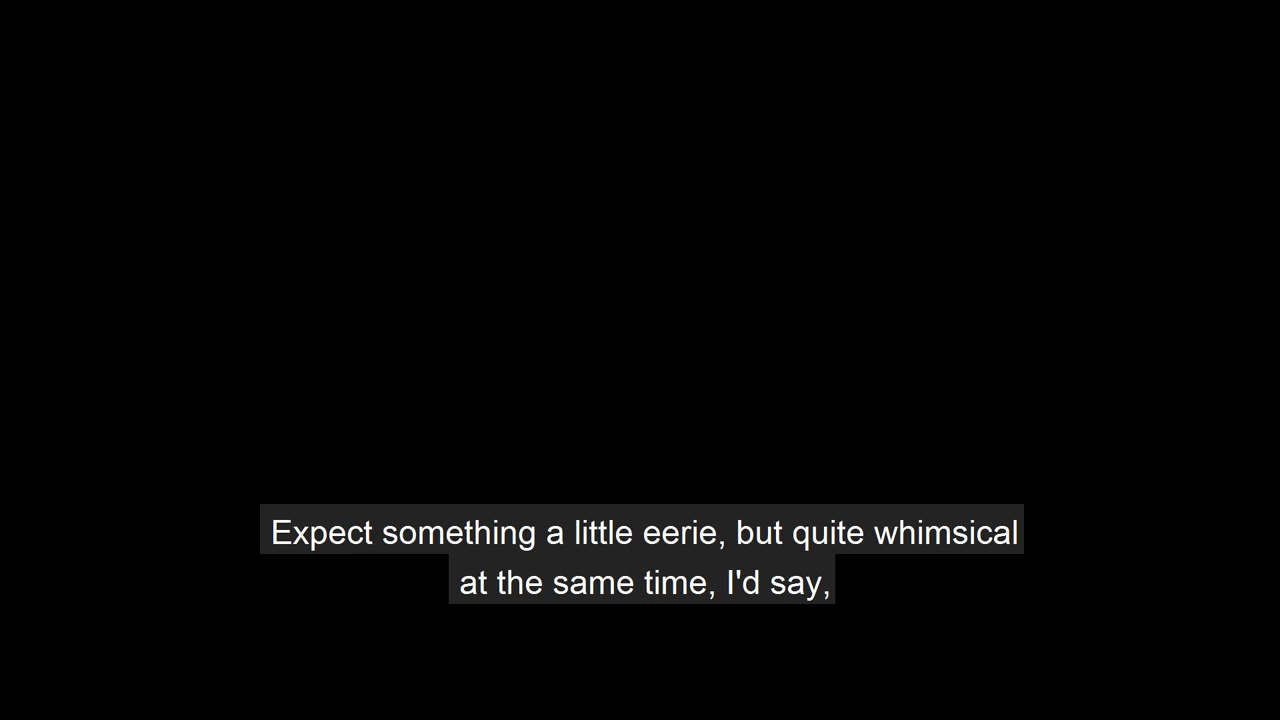 Expect something a little eerie, but quite whimsical
at the same time, I'd say,